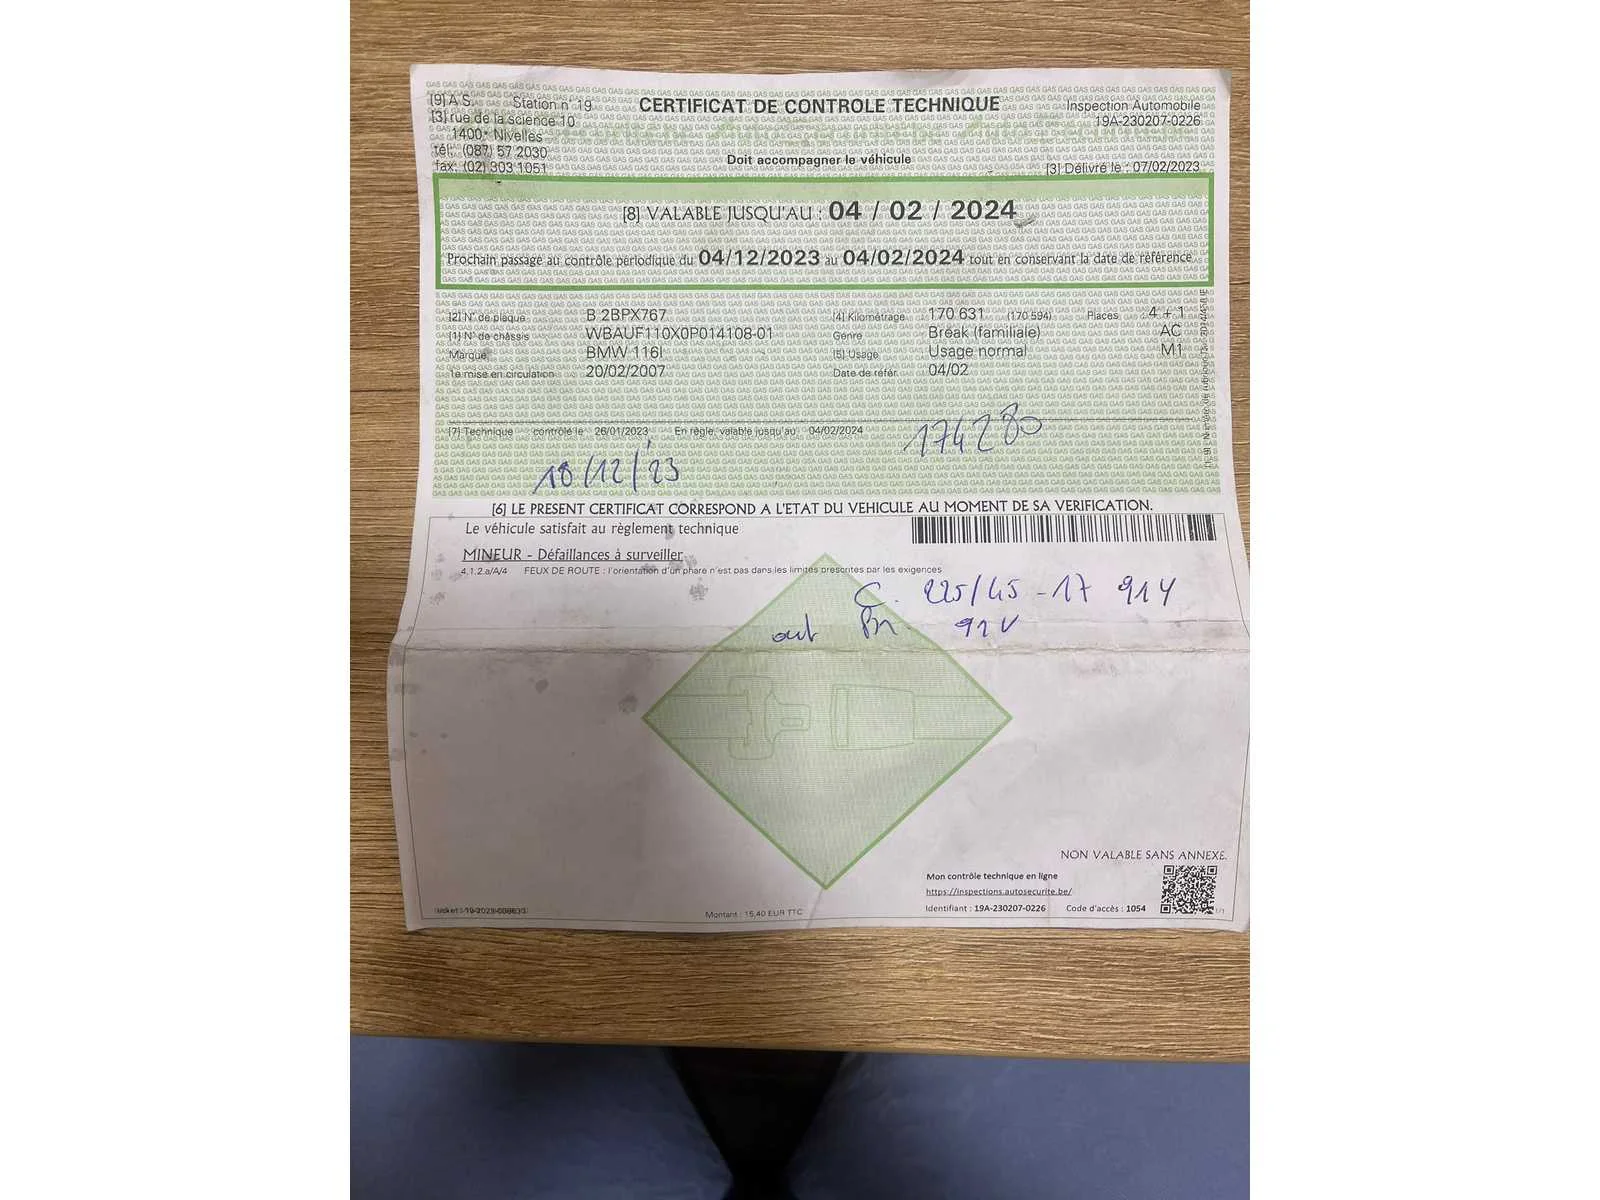 [9] A.S. Station n° 19
[3] rue de la science 10
1400 - Nivelles
tél: (087) 57 2030
fax: (02) 303 1051
CERTIFICAT DE CONTROLE TECHNIQUE
Doit accompagner le véhicule
Inspection Automobile
19A-230207-0226
[3] Délivré le : 07/02/2023
[8] VALABLE JUSQU'AU : 04 / 02 / 2024
Prochain passage au contrôle périodique du 04/12/2023 au 04/02/2024 tout en conservant la date de référence
[2] N° de plaque B 2BPX767 [4] Kilométrage 170 631 (170 594) Places 4 + 1
[1] N° de châssis WBAUF110X0P014108-01 Genre Break (familiale) AC
Marque BMW 116I [5] Usage Usage normal M1
1e mise en circulation 20/02/2007 Date de référ. 04/02
[7] Technique contrôlé le 26/01/2023 En règle, valable jusqu'au 04/02/2024
174280
18/12/23
[6] LE PRESENT CERTIFICAT CORRESPOND A L'ETAT DU VEHICULE AU MOMENT DE SA VERIFICATION.
Le véhicule satisfait au règlement technique
MINEUR - Défaillances à surveiller
4.1.2.a/A/4 FEUX DE ROUTE : l'orientation d'un phare n'est pas dans les limites prescrites par les exigences
C. 225/45 - 17 91Y
out Pn. 91V
NON VALABLE SANS ANNEXE.
Mon contrôle technique en ligne
https://inspections.autosecurite.be/
Identifiant : 19A-230207-0226 Code d'accès : 1054
Montant : 15,40 EUR TTC
1/1